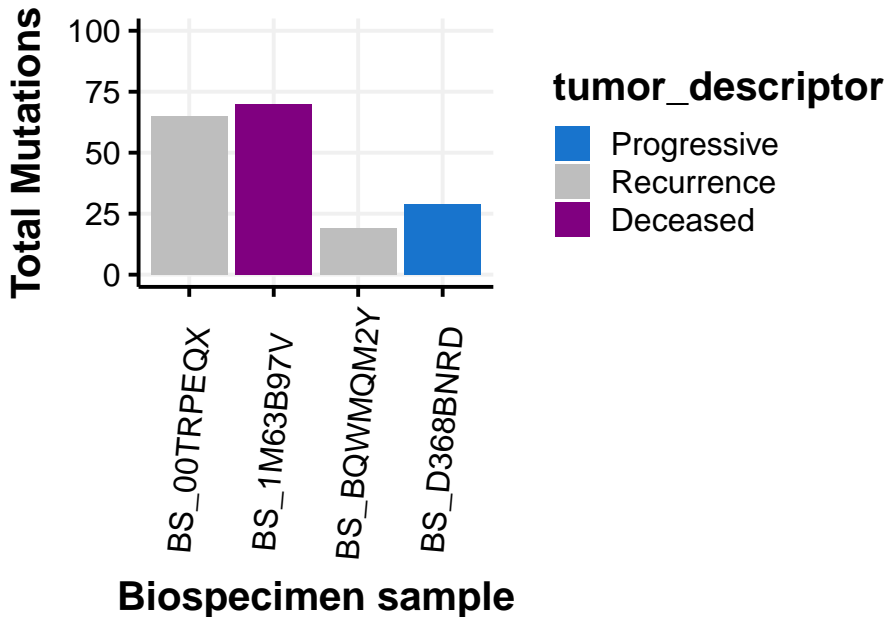 Total Mutations
100
75
50
25
0
BS_00TRPEQX
BS_1M63B97V
BS_BQWMQM2Y
BS_D368BNRD
Biospecimen sample
tumor_descriptor
Progressive
Recurrence
Deceased